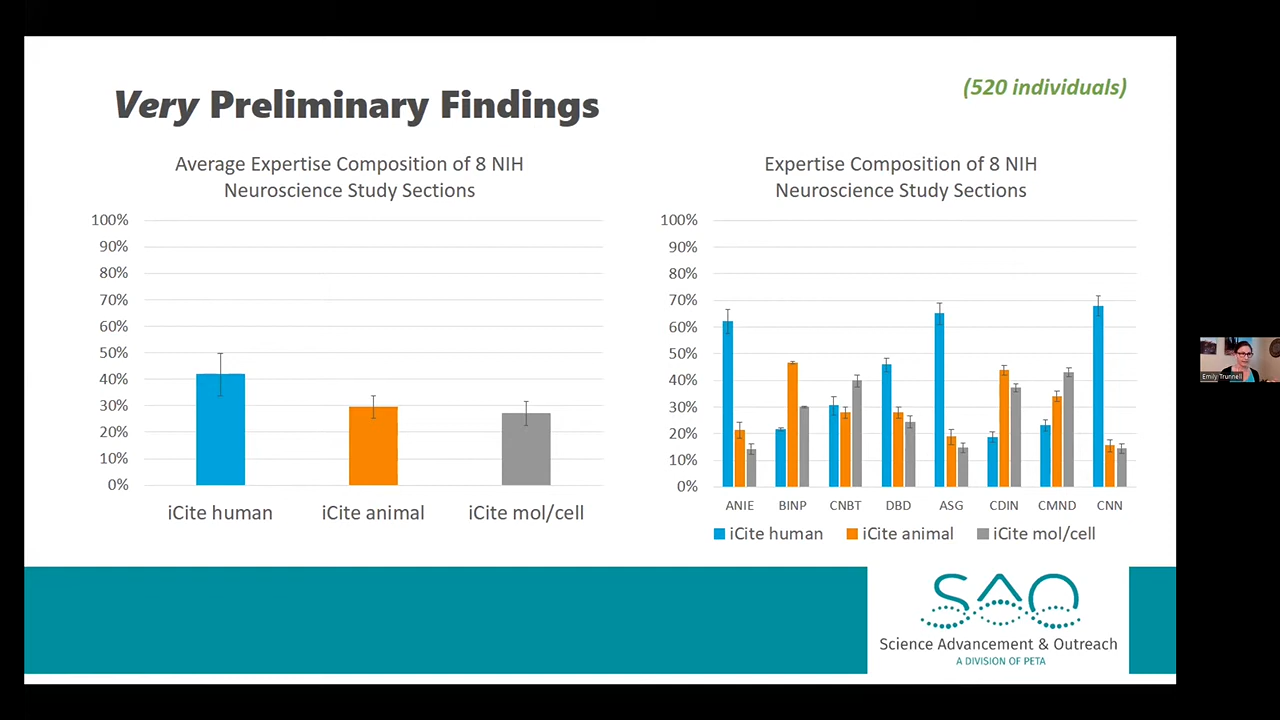 Very Preliminary Findings
(520 individuals)
Average Expertise Composition of 8 NIH
Neuroscience Study Sections
100%
90%
80%
70%
60%
50%
40%
30%
20%
10%
0%
iCite human iCite animal iCite mol/cell
Expertise Composition of 8 NIH
Neuroscience Study Sections
100%
90%
80%
70%
60%
50%
40%
30%
20%
10%
0%
ANIE BINP CNBT DBD ASG CDIN CMND CNN
iCite human iCite animal iCite mol/cell
SAO
Science Advancement & Outreach
A DIVISION OF PETA
Emily Trunnell